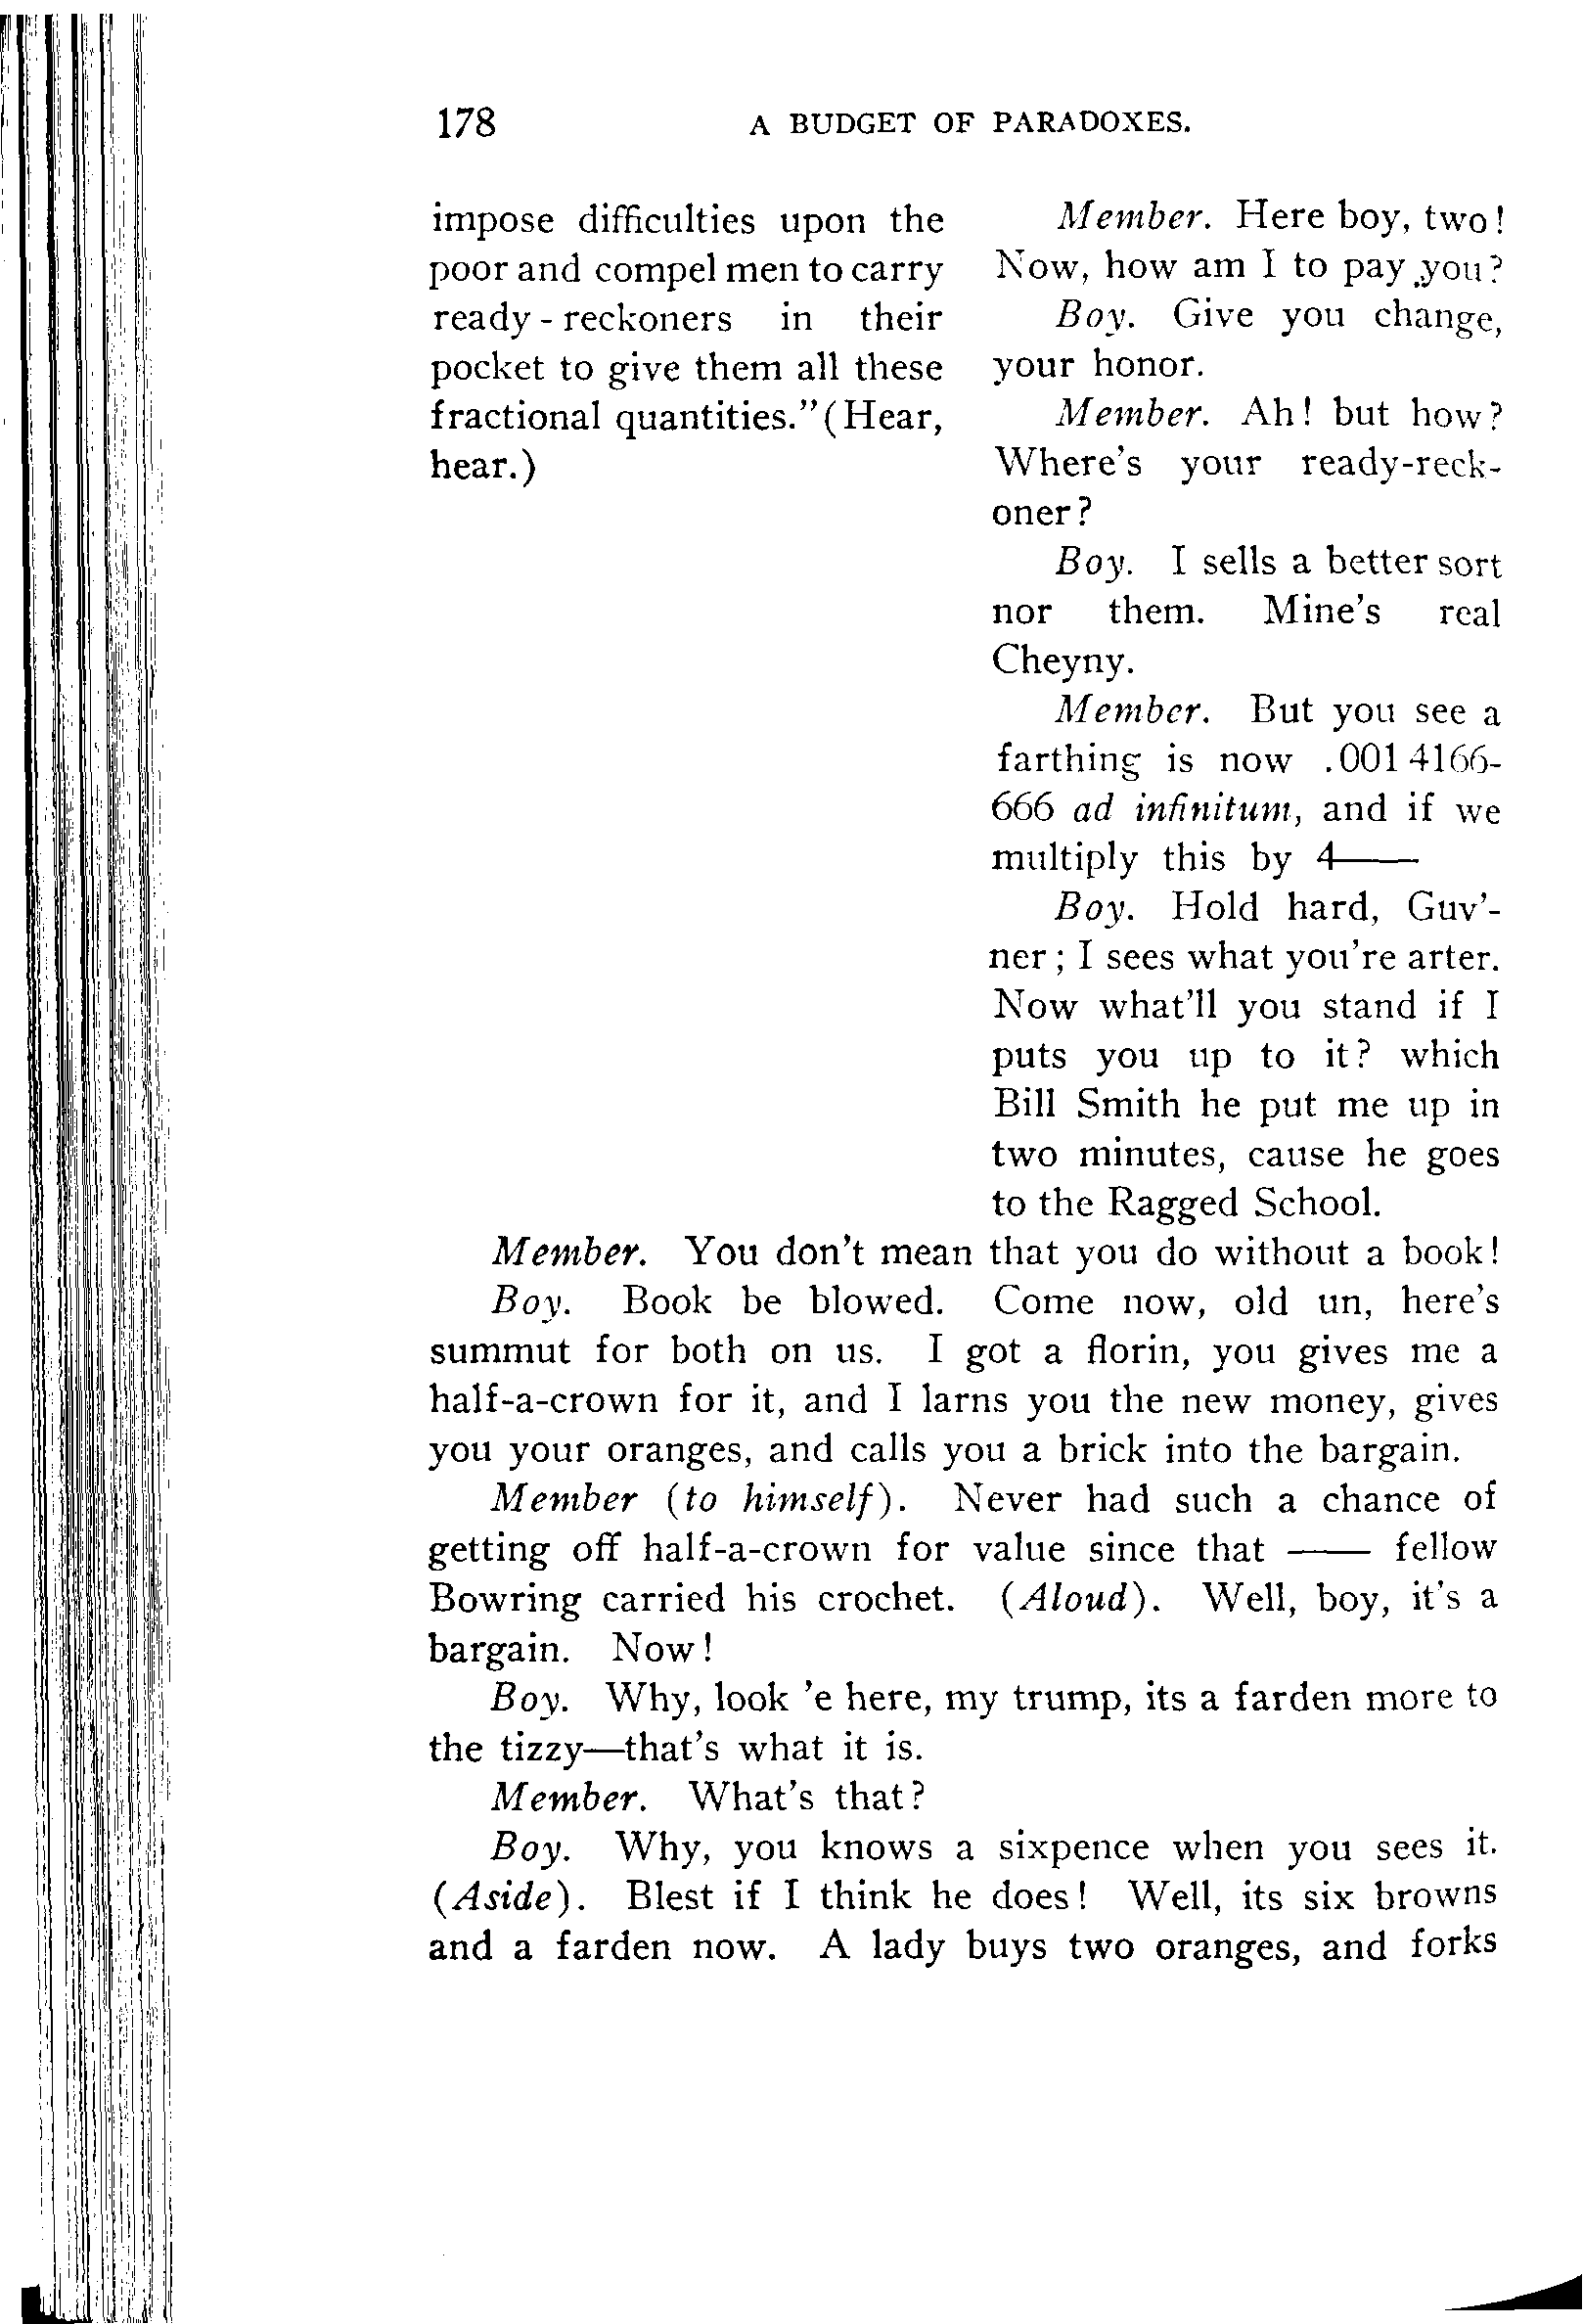 178
A BUDGET OF PARADOXES.
impose difficulties upon the
poor and compel men to carry
ready-reckoners in their
pocket to give them all these
fractional quantities." (Hear,
hear.)
Member. Here boy, two!
Now, how am I to pay you?
Boy. Give you change,
your honor.
Member. Ah! but how?
Where's your ready-reck-
oner?
Boy. I sells a better sort
nor them. Mine's real
Cheyny.
Member. But you see a
farthing is now .001 4166-
666 ad infinitum, and if we
multiply this by 4——
Boy. Hold hard, Guv'-
ner; I sees what you're arter.
Now what'll you stand if I
puts you up to it? which
Bill Smith he put me up in
two minutes, cause he goes
to the Ragged School.
Member. You don't mean that you do without a book!
Boy. Book be blowed. Come now, old un, here's
summut for both on us. I got a florin, you gives me a
half-a-crown for it, and I larns you the new money, gives
you your oranges, and calls you a brick into the bargain.
Member (to himself). Never had such a chance of
getting off half-a-crown for value since that —— fellow
Bowring carried his crochet. (Aloud). Well, boy, it's a
bargain. Now!
Boy. Why, look 'e here, my trump, its a farden more to
the tizzy—that's what it is.
Member. What's that?
Boy. Why, you knows a sixpence when you sees it.
(Aside). Blest if I think he does! Well, its six browns
and a farden now. A lady buys two oranges, and forks